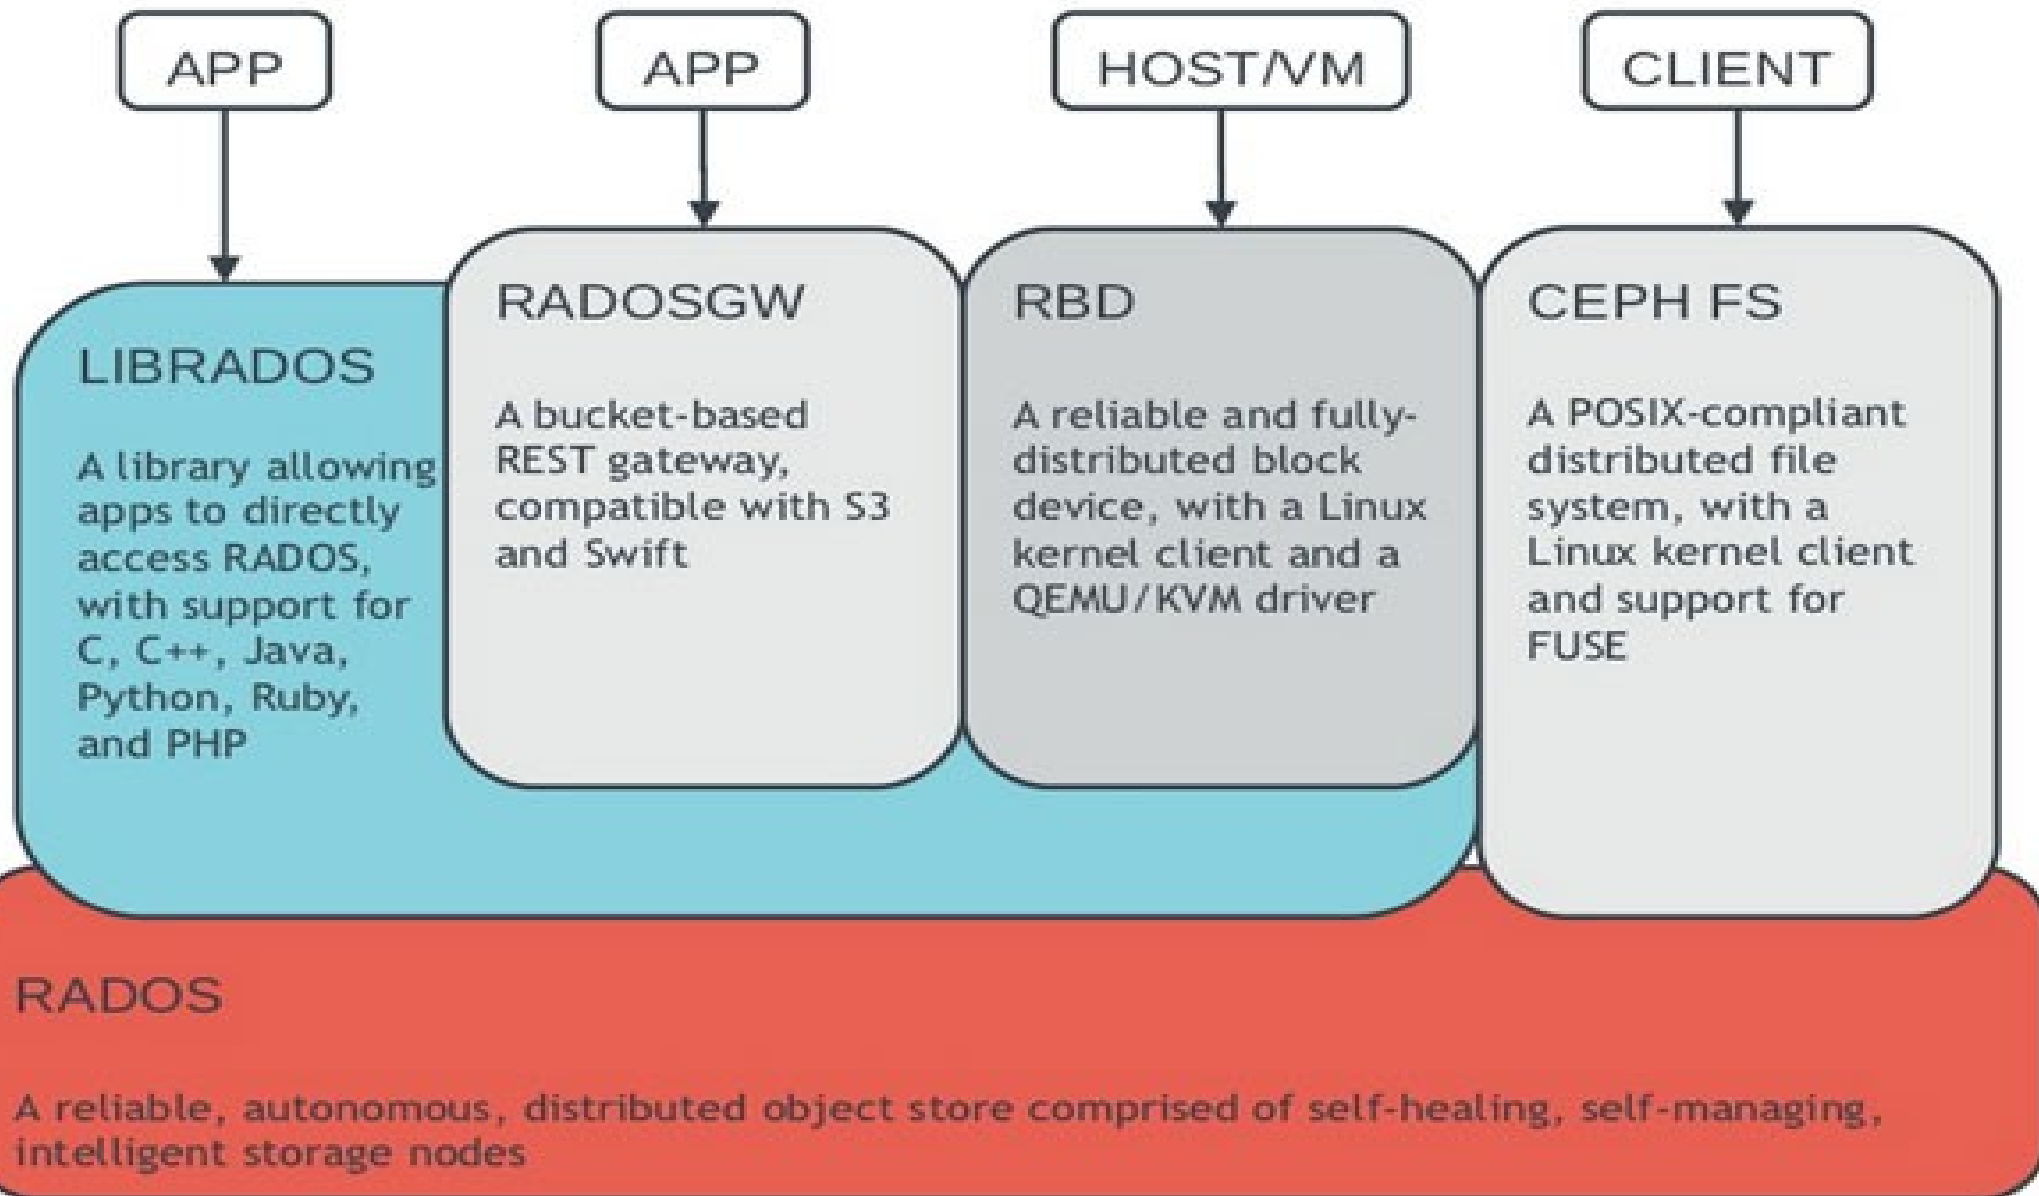 APP
APP
HOST/VM
CLIENT
LIBRADOS
A library allowing
apps to directly
access RADOS,
with support for
C, C++, Java,
Python, Ruby,
and PHP
RADOSGW
A bucket-based
REST gateway,
compatible with S3
and Swift
RBD
A reliable and fully-
distributed block
device, with a Linux
kernel client and a
QEMU/KVM driver
CEPH FS
A POSIX-compliant
distributed file
system, with a
Linux kernel client
and support for
FUSE
RADOS
A reliable, autonomous, distributed object store comprised of self-healing, self-managing,
intelligent storage nodes